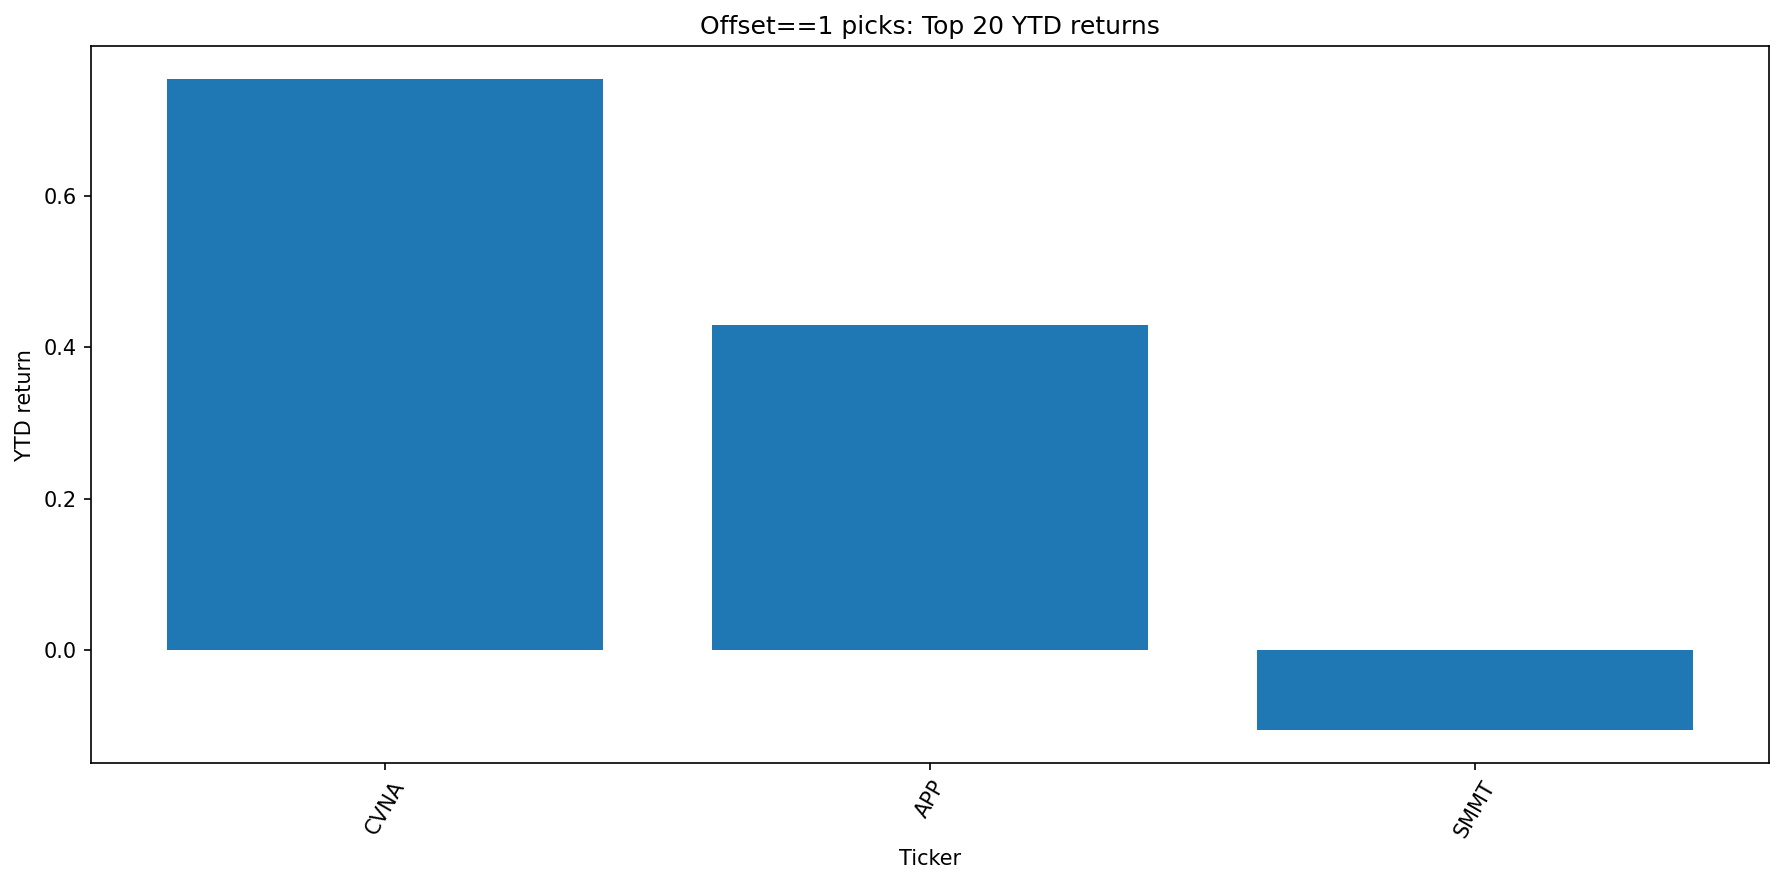 Offset==1 picks: Top 20 YTD returns
YTD return
0.6
0.4
0.2
0.0
CVNA
APP
SMMT
Ticker